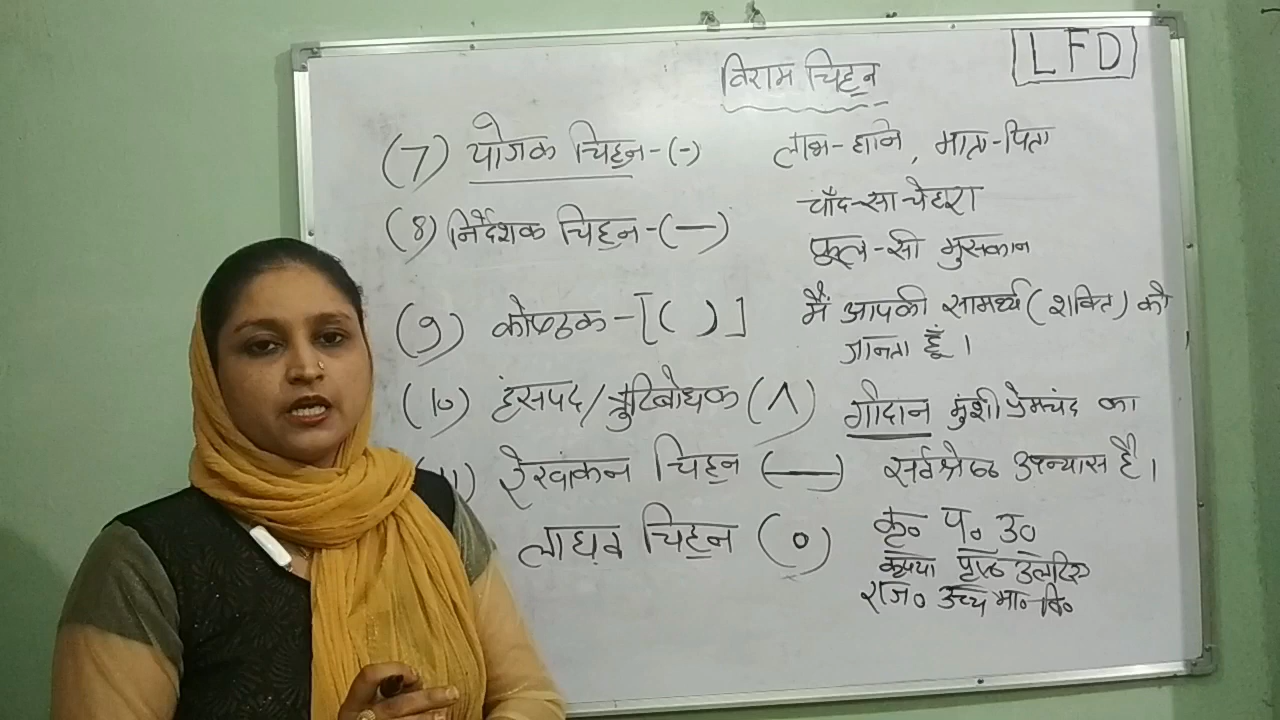 LFD
विराम चिह्न
(7) योजक चिह्न-(-) लाभ-हानि, माता-पिता
चाँद-सा चेहरा
(8) निर्देशक चिह्न-(—)
फूल-सी मुस्कान
(9) कोष्ठक-[( )] मैं आपकी सामर्थ्य (शक्ति) को
जानता हूँ।
(10) हंसपद/त्रुटिबोधक (^) गोदान मुंशी प्रेमचंद का
11) रेखांकन चिह्न (—) सर्वश्रेष्ठ उपन्यास है।
लाघव चिह्न (०) कृ० प० उ०
कृपया पृष्ठ उलटिए
राज० उच्च मा० वि०